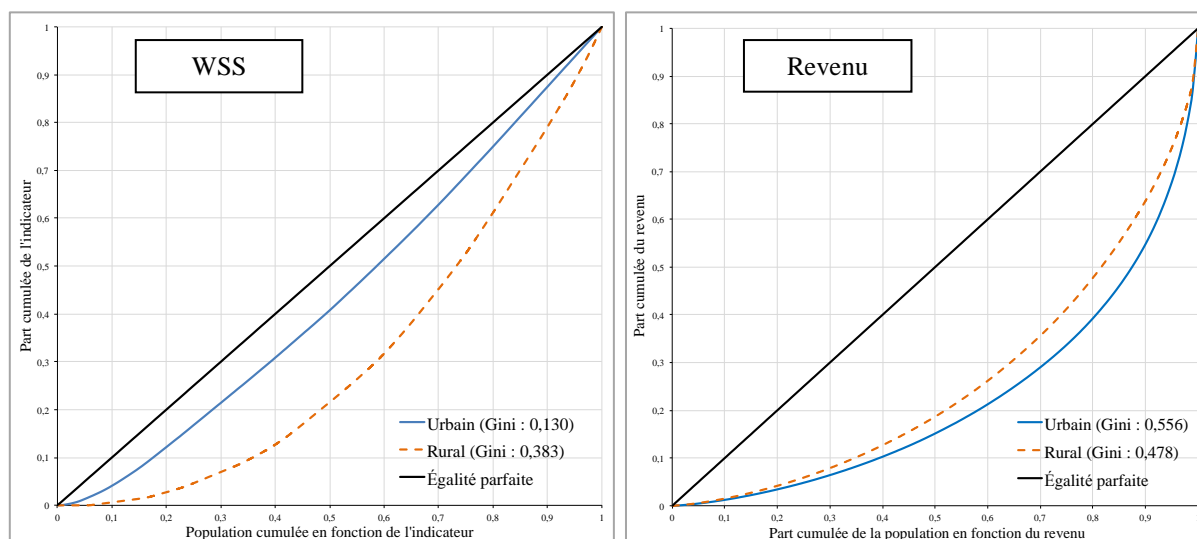 WSS
1
0,9
0,8
0,7
0,6
0,5
0,4
0,3
0,2
0,1
0
Part cumulée de l'indicateur
Urbain (Gini : 0,130)
Rural (Gini : 0,383)
Égalité parfaite
0 0,1 0,2 0,3 0,4 0,5 0,6 0,7 0,8 0,9 1
Population cumulée en fonction de l'indicateur
Revenu
1
0,9
0,8
0,7
0,6
0,5
0,4
0,3
0,2
0,1
0
Part cumulée du revenu
Urbain (Gini : 0,556)
Rural (Gini : 0,478)
Égalité parfaite
0 0,1 0,2 0,3 0,4 0,5 0,6 0,7 0,8 0,9
Part cumulée de la population en fonction du revenu